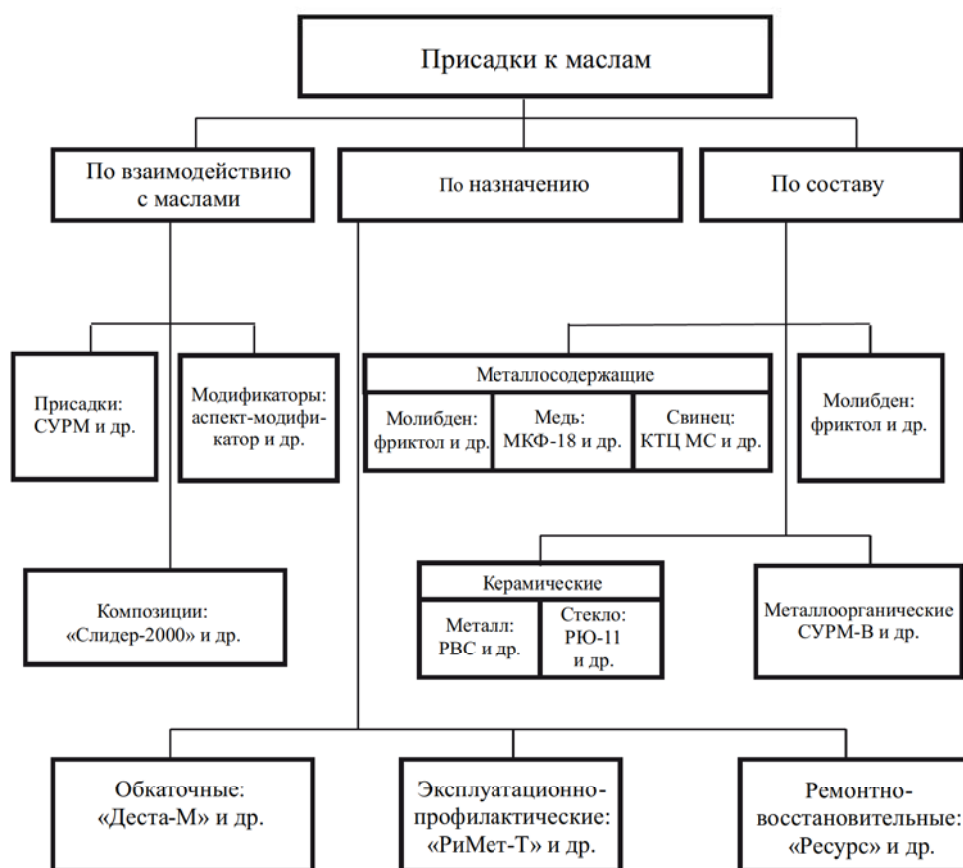 Присадки к маслам
По взаимодействию
с маслами
По назначению
По составу
Присадки:
СУРМ и др.
Модификаторы:
аспект-модифи-
катор и др.
Металлосодержащие
Молибден:
фриктол и др.
Медь:
МКФ-18 и др.
Свинец:
КТЦ МС и др.
Молибден:
фриктол и др.
Композиции:
«Слидер-2000» и др.
Керамические
Металл:
РВС и др.
Стекло:
РЮ-11
и др.
Металлоорганические
СУРМ-В и др.
Обкаточные:
«Деста-М» и др.
Эксплуатационно-
профилактические:
«РиМет-Т» и др.
Ремонтно-
восстановительные:
«Ресурс» и др.